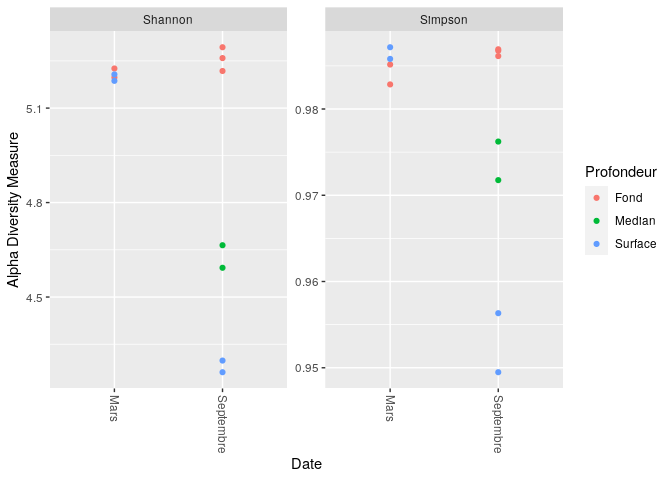 Shannon
Simpson
Alpha Diversity Measure
5.1
4.8
4.5
0.98
0.97
0.96
0.95
Mars
Septembre
Mars
Septembre
Date
Profondeur
Fond
Median
Surface